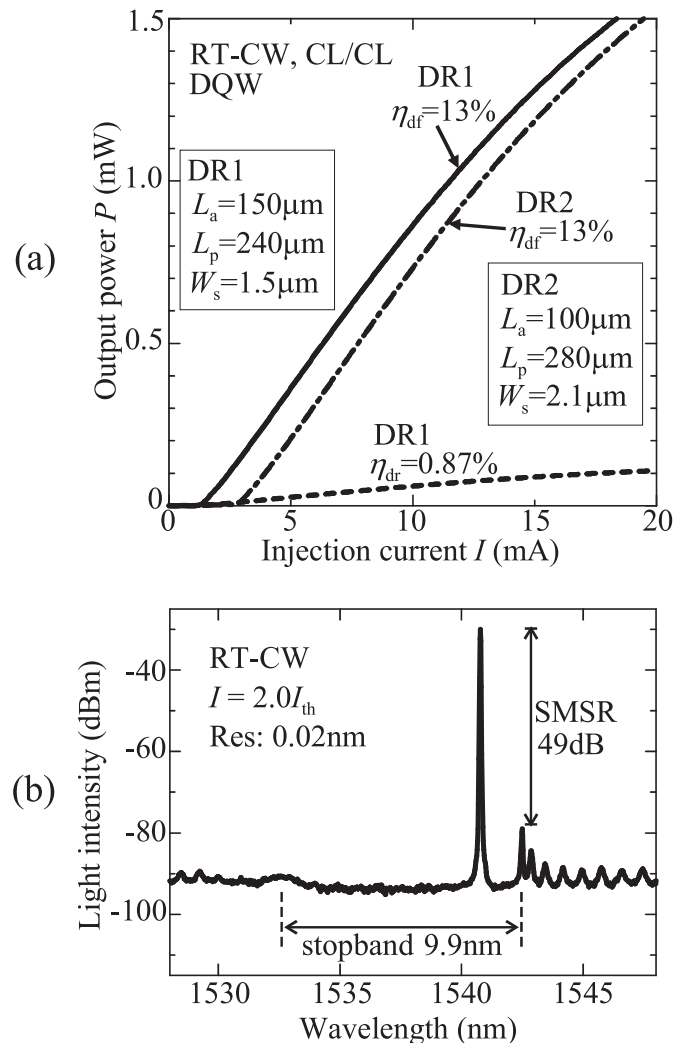 (a)
Output power P (mW)
1.5
1.0
0.5
0
RT-CW, CL/CL
DQW
DR1
η_df=13%
DR1
L_a=150μm
L_p=240μm
W_s=1.5μm
DR2
η_df=13%
DR2
L_a=100μm
L_p=280μm
W_s=2.1μm
DR1
η_dr=0.87%
0 5 10 15 20
Injection current I (mA)
(b)
Light intensity (dBm)
-40
-60
-80
-100
RT-CW
I = 2.0I_th
Res: 0.02nm
SMSR
49dB
stopband 9.9nm
1530 1535 1540 1545
Wavelength (nm)